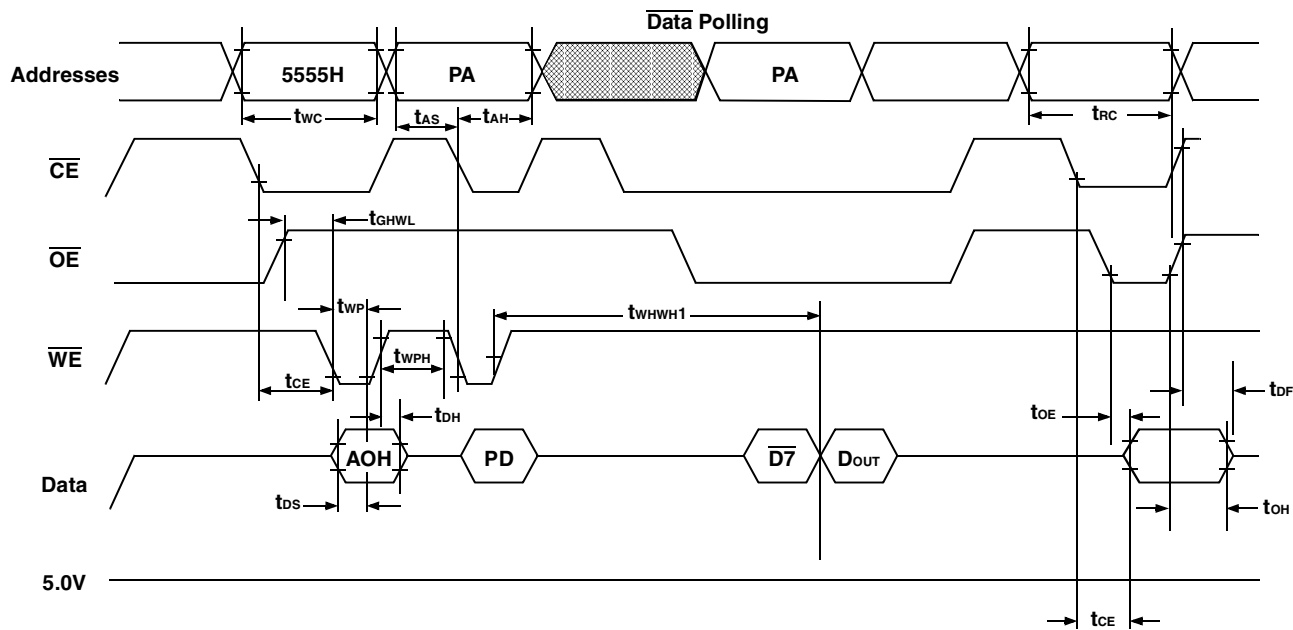 Data Polling
Addresses
5555H
PA
PA
tWC
tAS
tAH
tRC
CE
tGHWL
OE
tWP
tWHWH1
WE
tWPH
tCE
tDF
tDH
tOE
AOH
PD
D7
DOUT
Data
tDS
tOH
5.0V
tCE